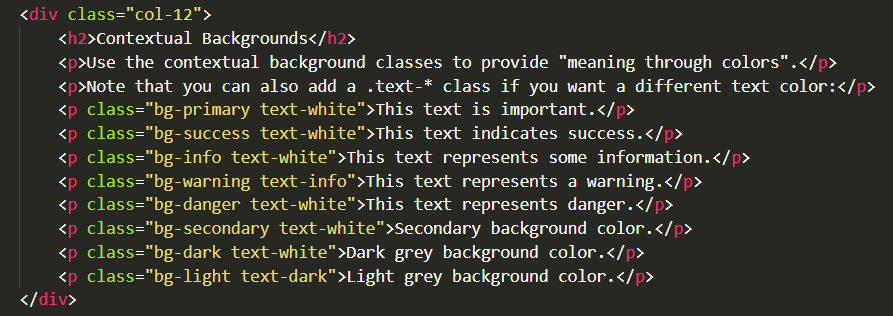 <div class="col-12">
<h2>Contextual Backgrounds</h2>
<p>Use the contextual background classes to provide "meaning through colors".</p>
<p>Note that you can also add a .text-* class if you want a different text color:</p>
<p class="bg-primary text-white">This text is important.</p>
<p class="bg-success text-white">This text indicates success.</p>
<p class="bg-info text-white">This text represents some information.</p>
<p class="bg-warning text-info">This text represents a warning.</p>
<p class="bg-danger text-white">This text represents danger.</p>
<p class="bg-secondary text-white">Secondary background color.</p>
<p class="bg-dark text-white">Dark grey background color.</p>
<p class="bg-light text-dark">Light grey background color.</p>
</div>